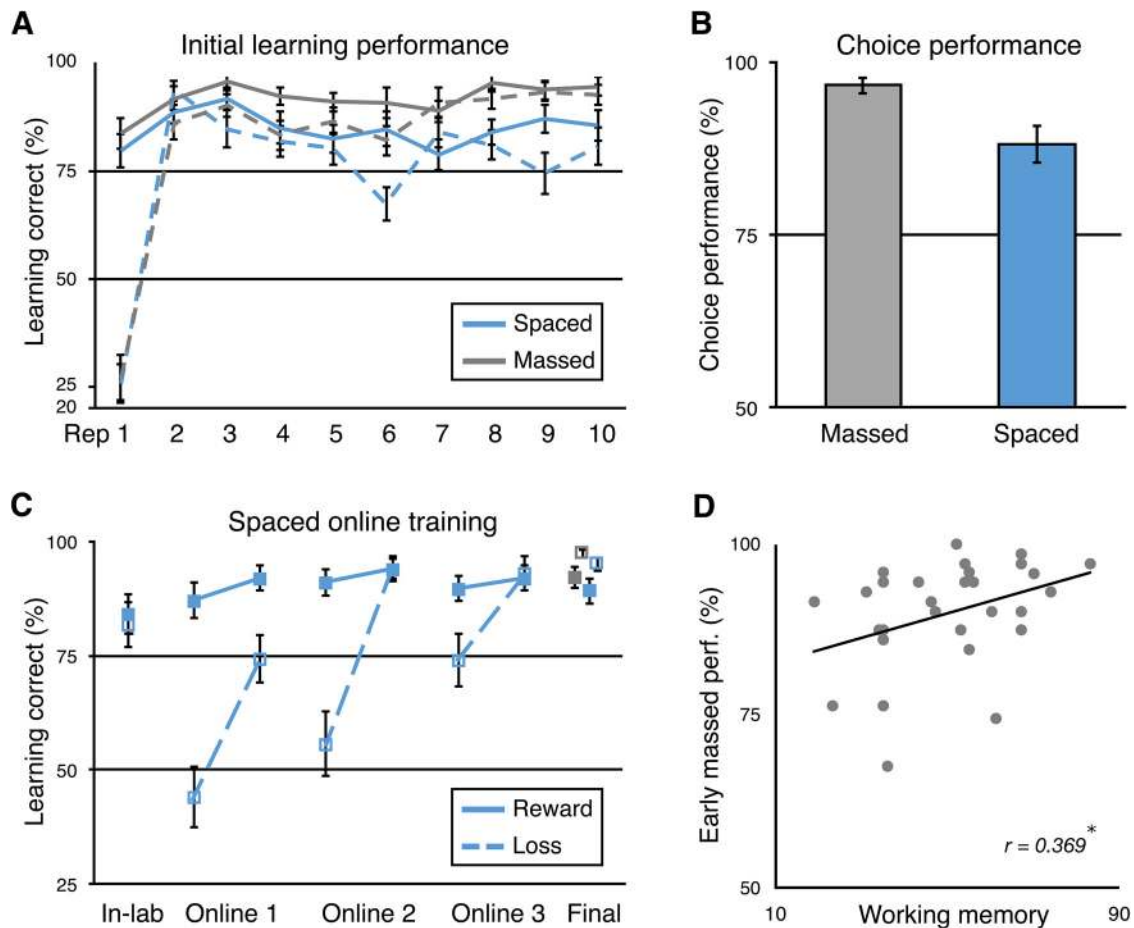 A
Initial learning performance
Learning correct (%)
100
75
50
25
20
Spaced
Massed
Rep 1 2 3 4 5 6 7 8 9 10
B
Choice performance
Choice performance (%)
100
75
50
Massed Spaced
C
Spaced online training
Learning correct (%)
100
75
50
25
Reward
Loss
In-lab Online 1 Online 2 Online 3 Final
D
Early massed perf. (%)
100
75
50
r = 0.369*
10 Working memory 90